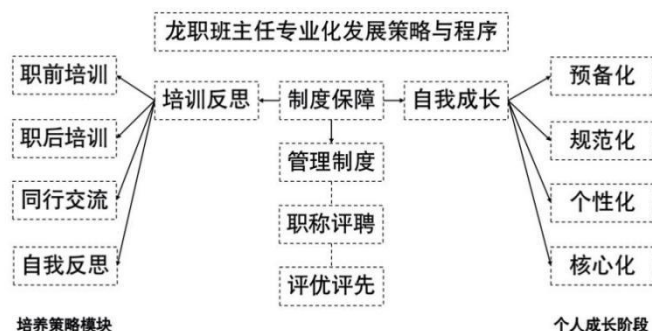 龙职班主任专业化发展策略与程序
职前培训
职后培训
同行交流
自我反思
培训反思
制度保障
自我成长
管理制度
职称评聘
评优评先
预备化
规范化
个性化
核心化
培养策略模块
个人成长阶段